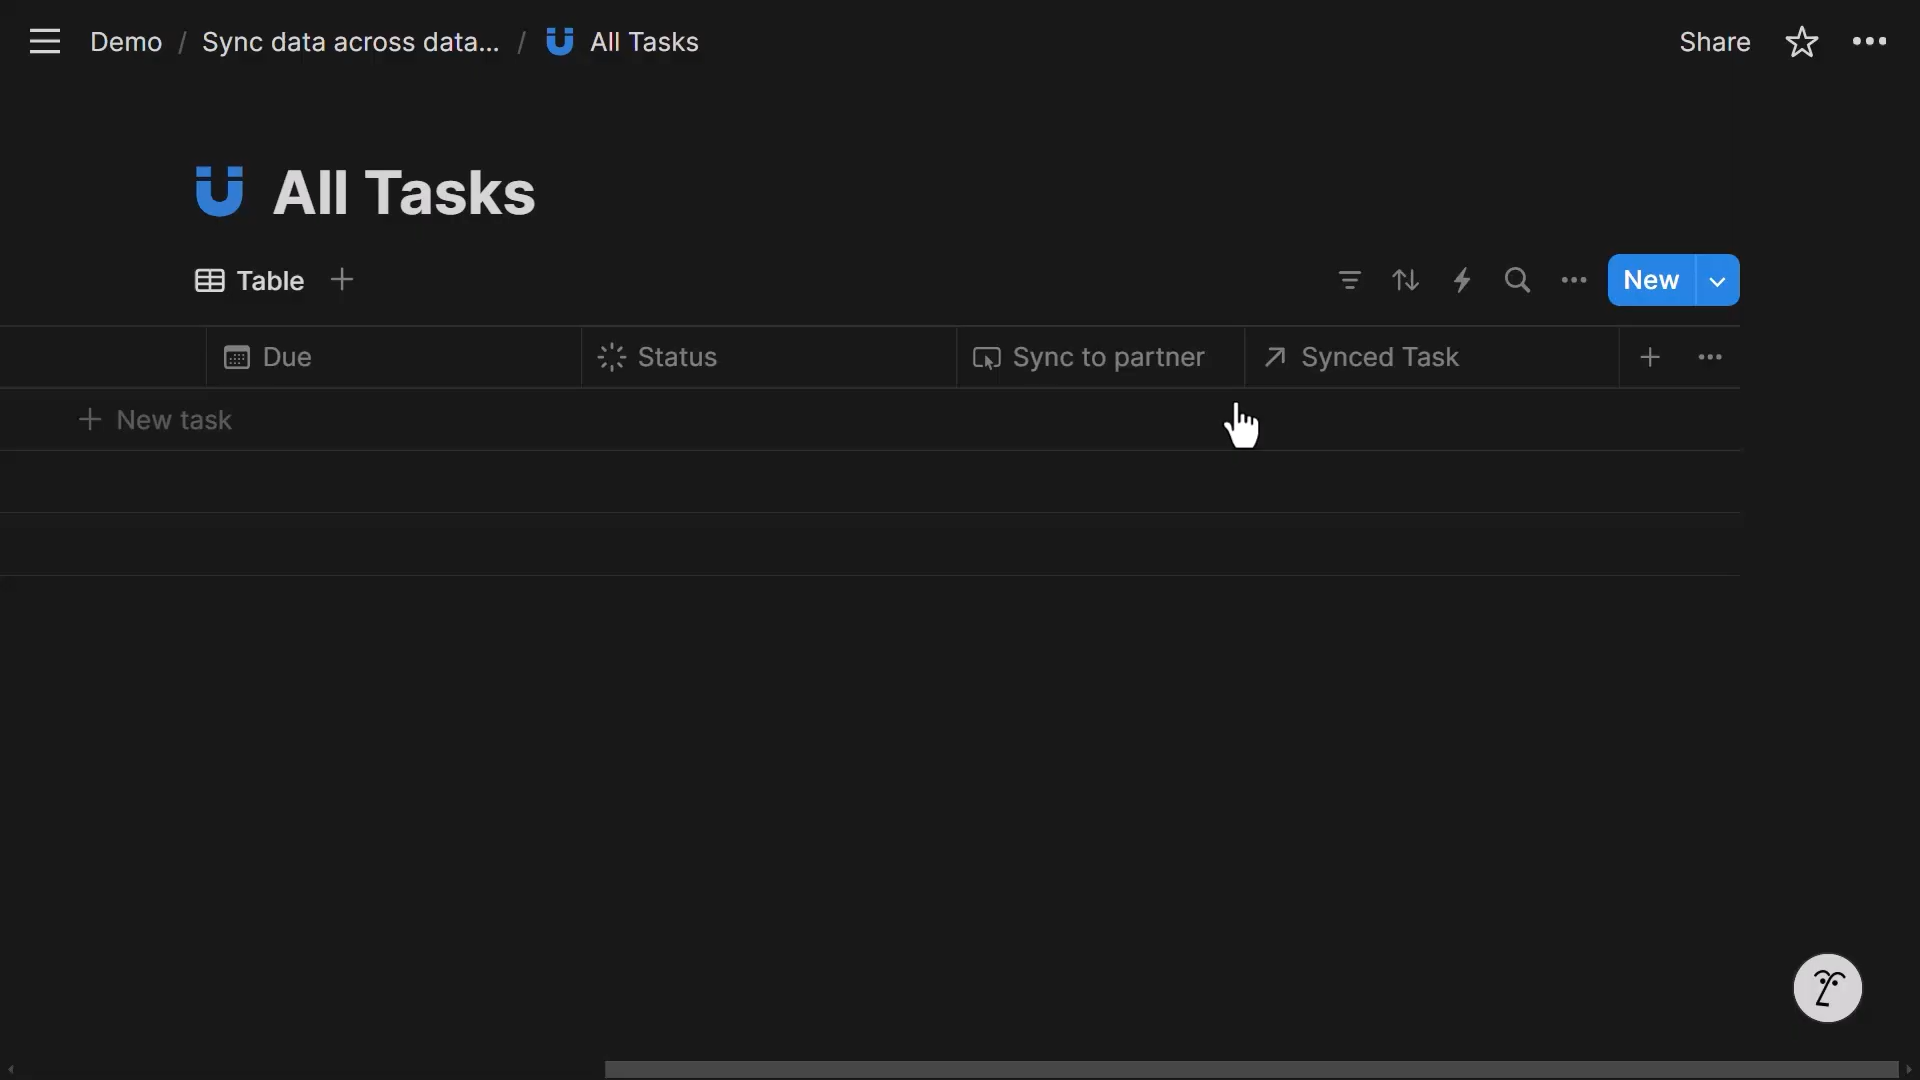 Demo / Sync data across data... / All Tasks
Share
All Tasks
Table
New
Due
Status
Sync to partner
Synced Task
New task